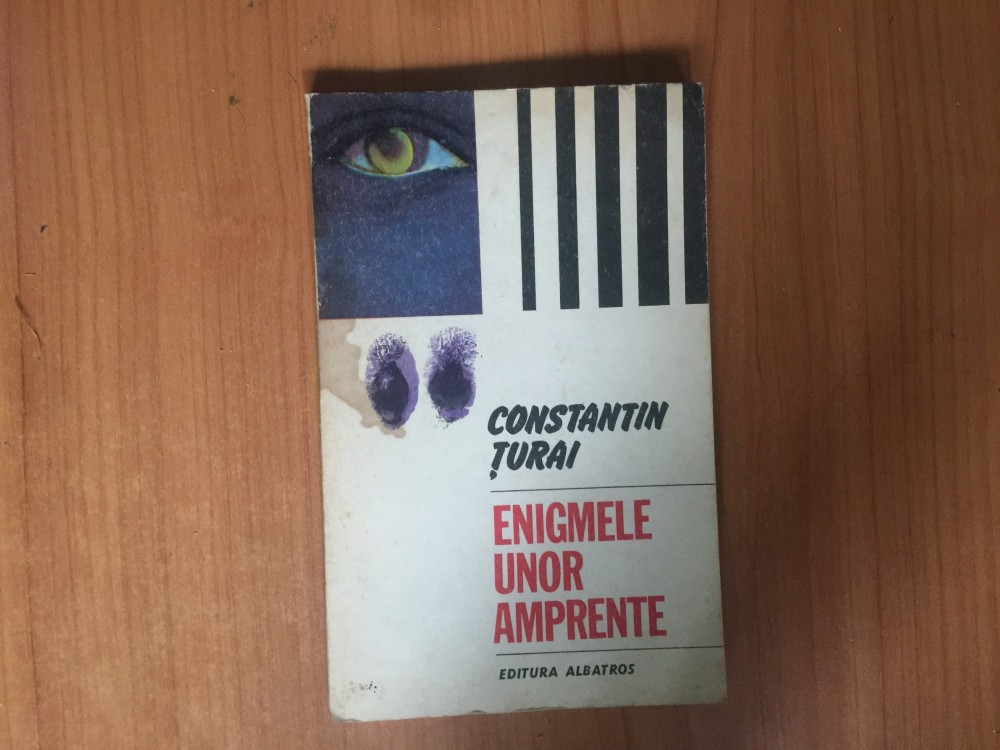 CONSTANTIN
ȚURAI
ENIGMELE
UNOR
AMPRENTE
EDITURA ALBATROS